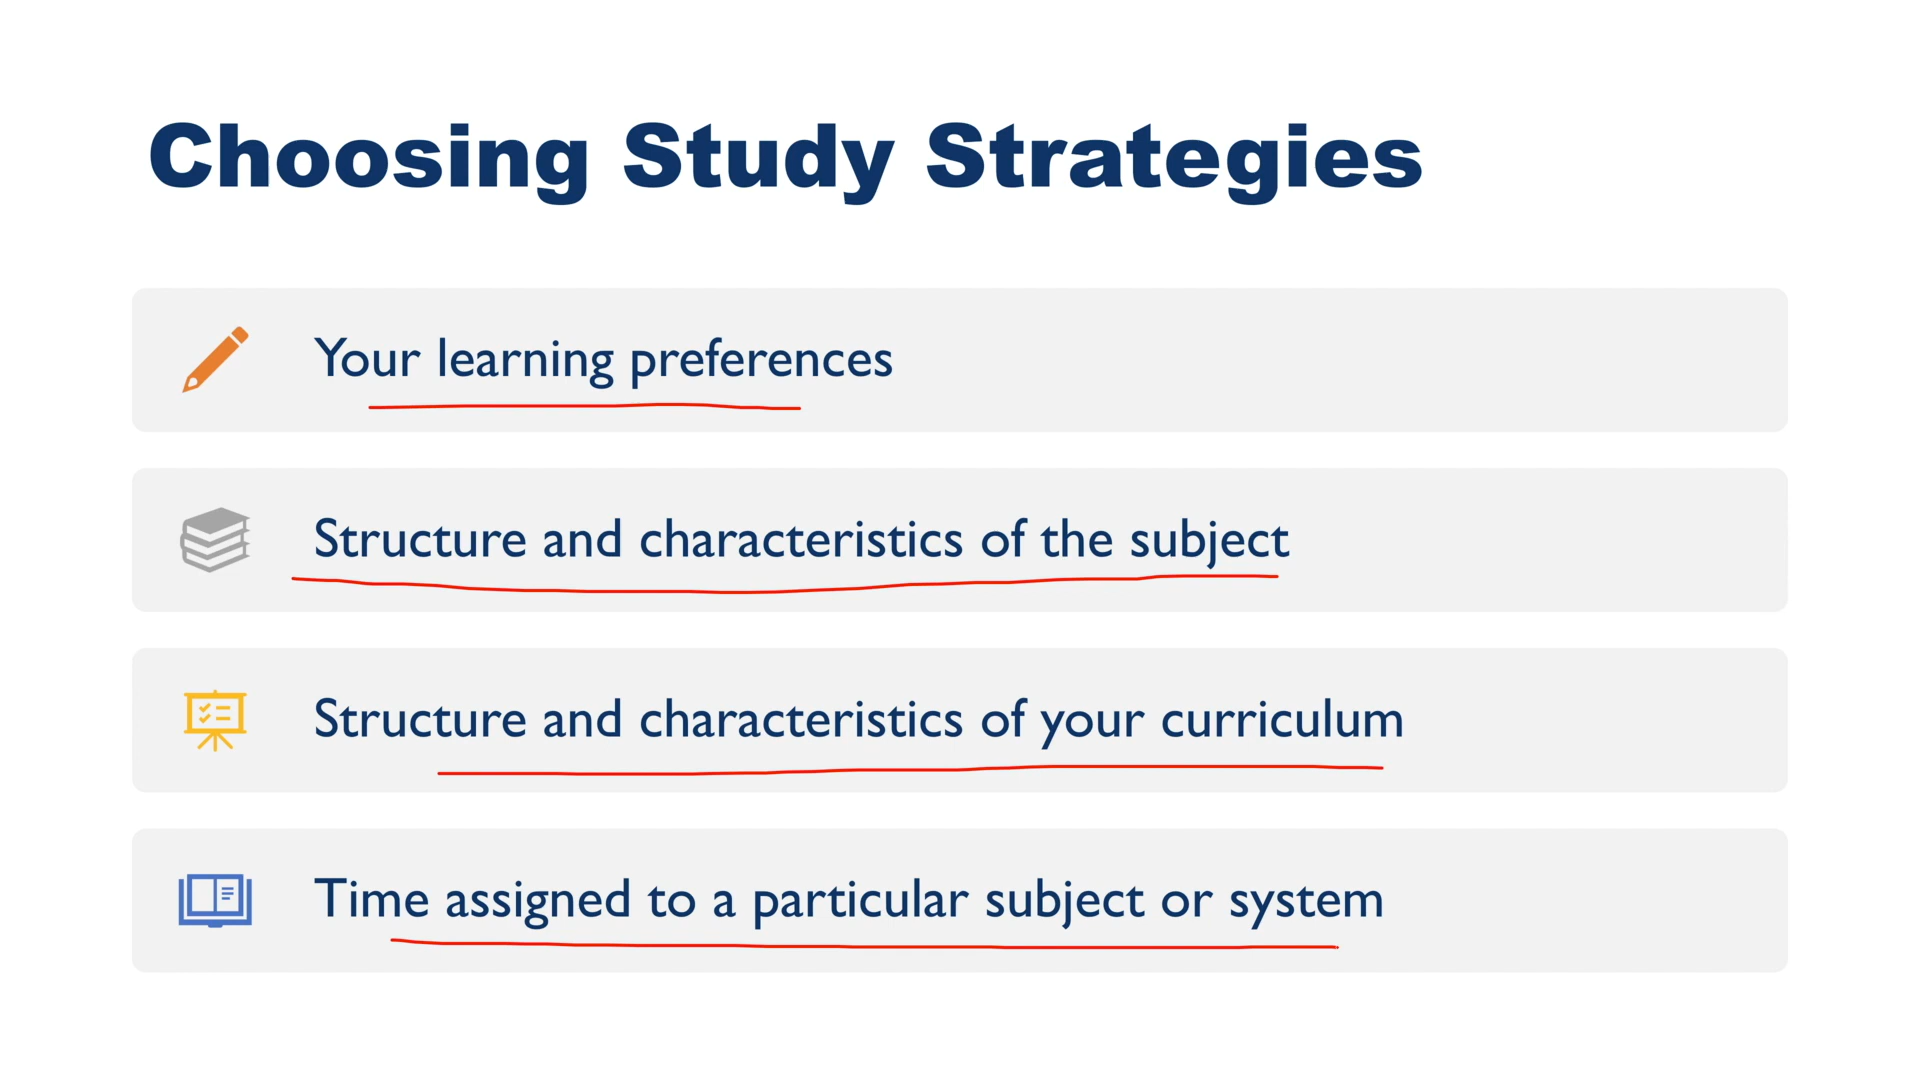 Choosing Study Strategies
Your learning preferences
Structure and characteristics of the subject
Structure and characteristics of your curriculum
Time assigned to a particular subject or system